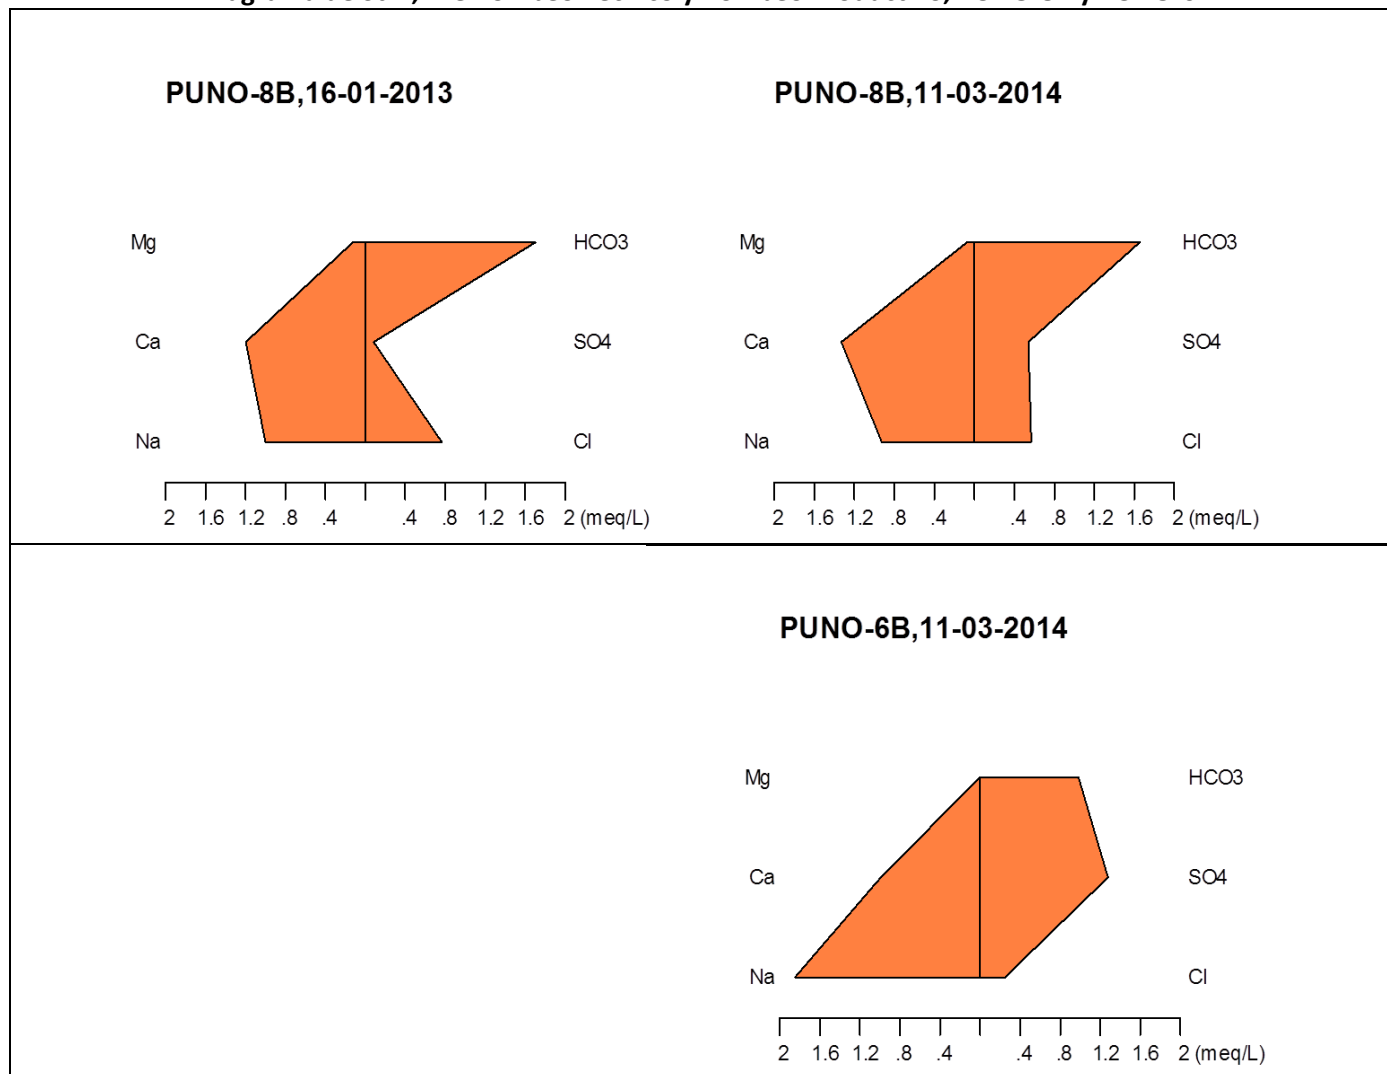 PUNO-8B,16-01-2013
Mg HCO3
Ca SO4
Na Cl
2 1.6 1.2 .8 .4 .4 .8 1.2 1.6 2 (meq/L)
PUNO-8B,11-03-2014
Mg HCO3
Ca SO4
Na Cl
2 1.6 1.2 .8 .4 .4 .8 1.2 1.6 2 (meq/L)
PUNO-6B,11-03-2014
Mg HCO3
Ca SO4
Na Cl
2 1.6 1.2 .8 .4 .4 .8 1.2 1.6 2 (meq/L)